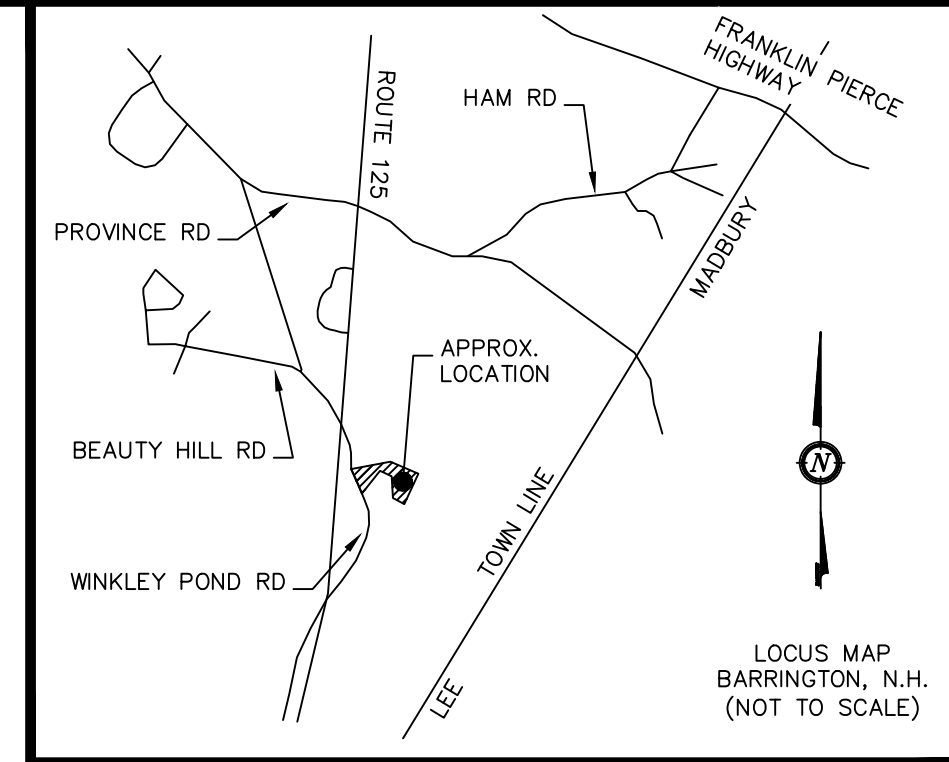 FRANKLIN PIERCE
HIGHWAY
HAM RD
ROUTE 125
PROVINCE RD
MADBURY
APPROX.
LOCATION
BEAUTY HILL RD
N
TOWN LINE
WINKLEY POND RD
LEE
LOCUS MAP
BARRINGTON, N.H.
(NOT TO SCALE)